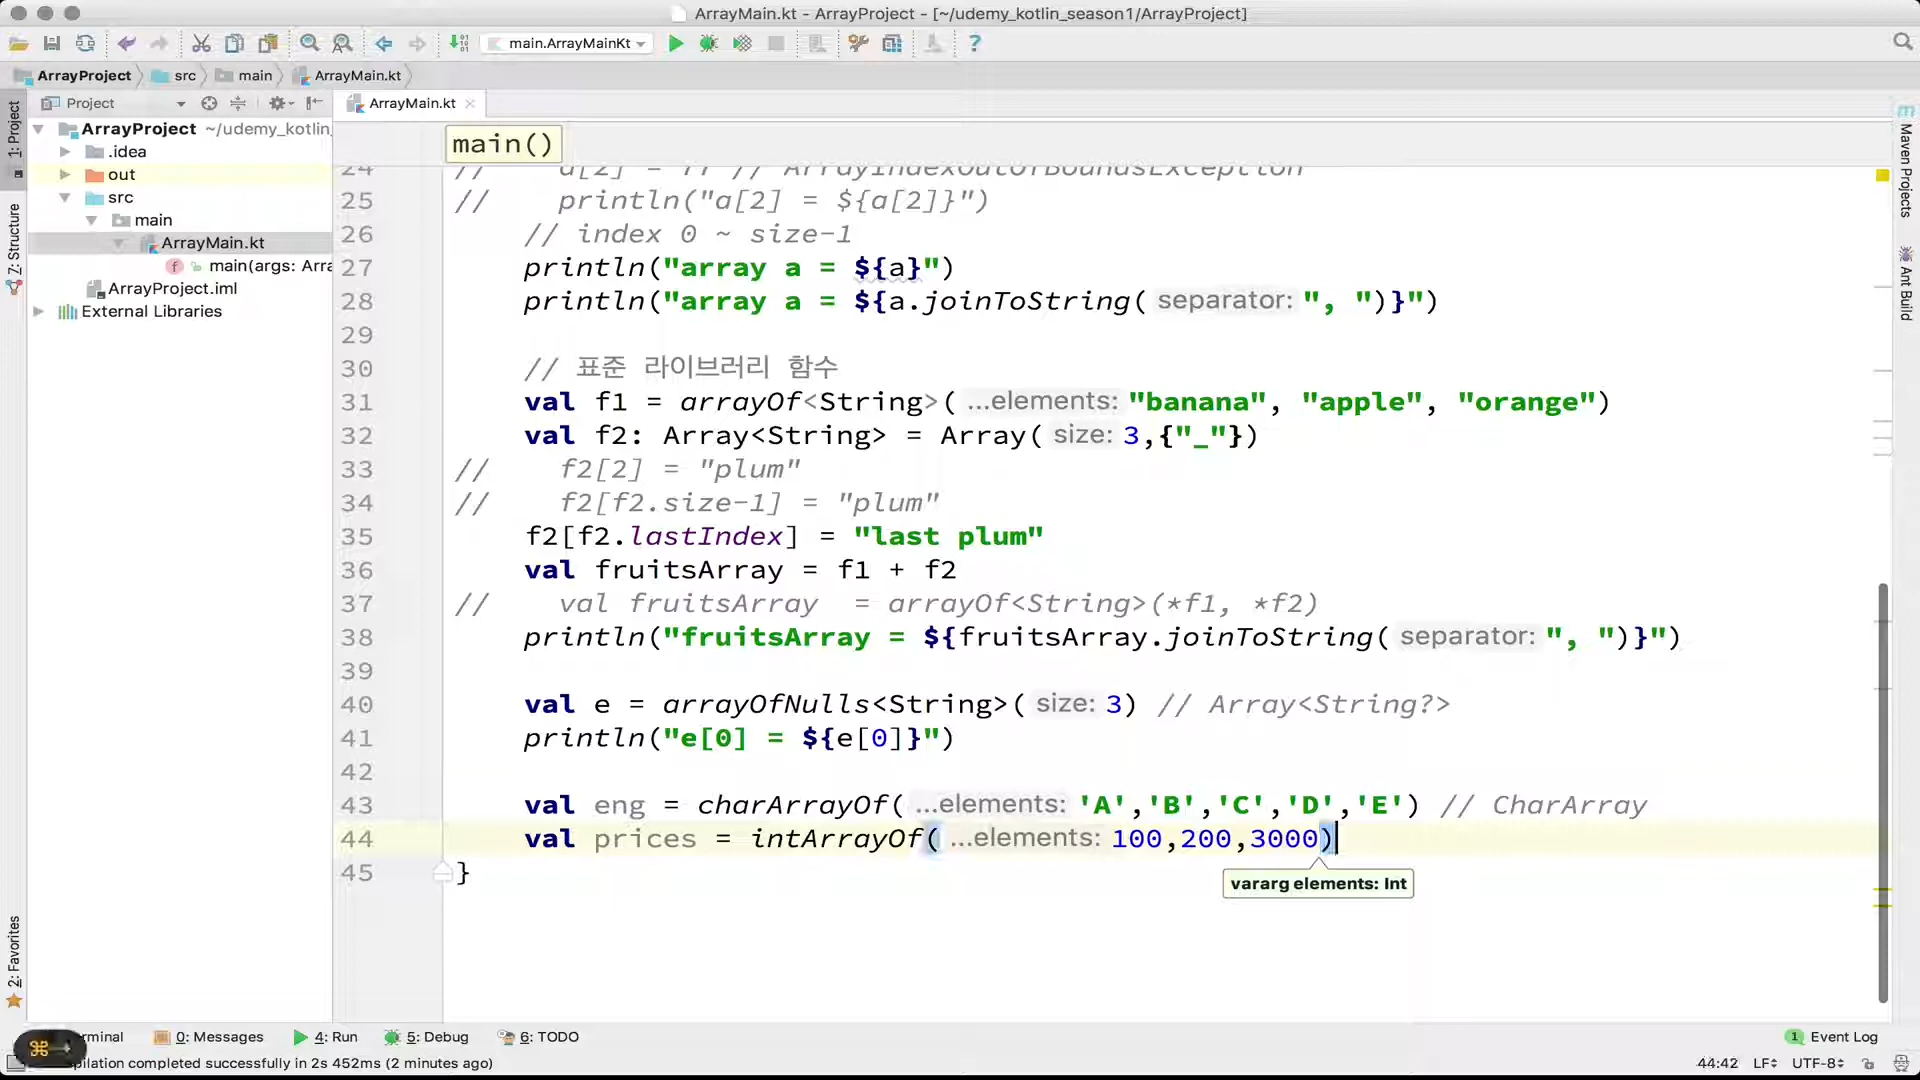 ArrayMain.kt - ArrayProject - [~/udemy_kotlin_season1/ArrayProject]
main.ArrayMainKt
ArrayProject src main ArrayMain.kt
Project
ArrayMain.kt
1: Project
Z: Structure
2: Favorites
ArrayProject ~/udemy_kotlin_
.idea
out
src
main
ArrayMain.kt
main(args: Arra
ArrayProject.iml
External Libraries
main()
24 // a[2] = 77 // ArrayIndexOutOfBoundsException
25 // println("a[2] = ${a[2]}")
26 // index 0 ~ size-1
27 println("array a = ${a}")
28 println("array a = ${a.joinToString( separator: ", ")}")
29
30 // 표준 라이브러리 함수
31 val f1 = arrayOf<String>( ...elements: "banana", "apple", "orange")
32 val f2: Array<String> = Array( size: 3,{"_"})
33 // f2[2] = "plum"
34 // f2[f2.size-1] = "plum"
35 f2[f2.lastIndex] = "last plum"
36 val fruitsArray = f1 + f2
37 // val fruitsArray  = arrayOf<String>(*f1, *f2)
38 println("fruitsArray = ${fruitsArray.joinToString( separator: ", ")}")
39
40 val e = arrayOfNulls<String>( size: 3) // Array<String?>
41 println("e[0] = ${e[0]}")
42
43 val eng = charArrayOf( ...elements: 'A','B','C','D','E') // CharArray
44 val prices = intArrayOf( ...elements: 100,200,3000)
45 }
vararg elements: Int
Maven Projects
Ant Build
rminal 0: Messages 4: Run 5: Debug 6: TODO 1 Event Log
pilation completed successfully in 2s 452ms (2 minutes ago) 44:42 LF UTF-8